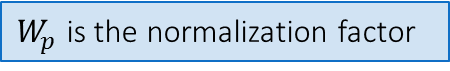 W_p is the normalization factor